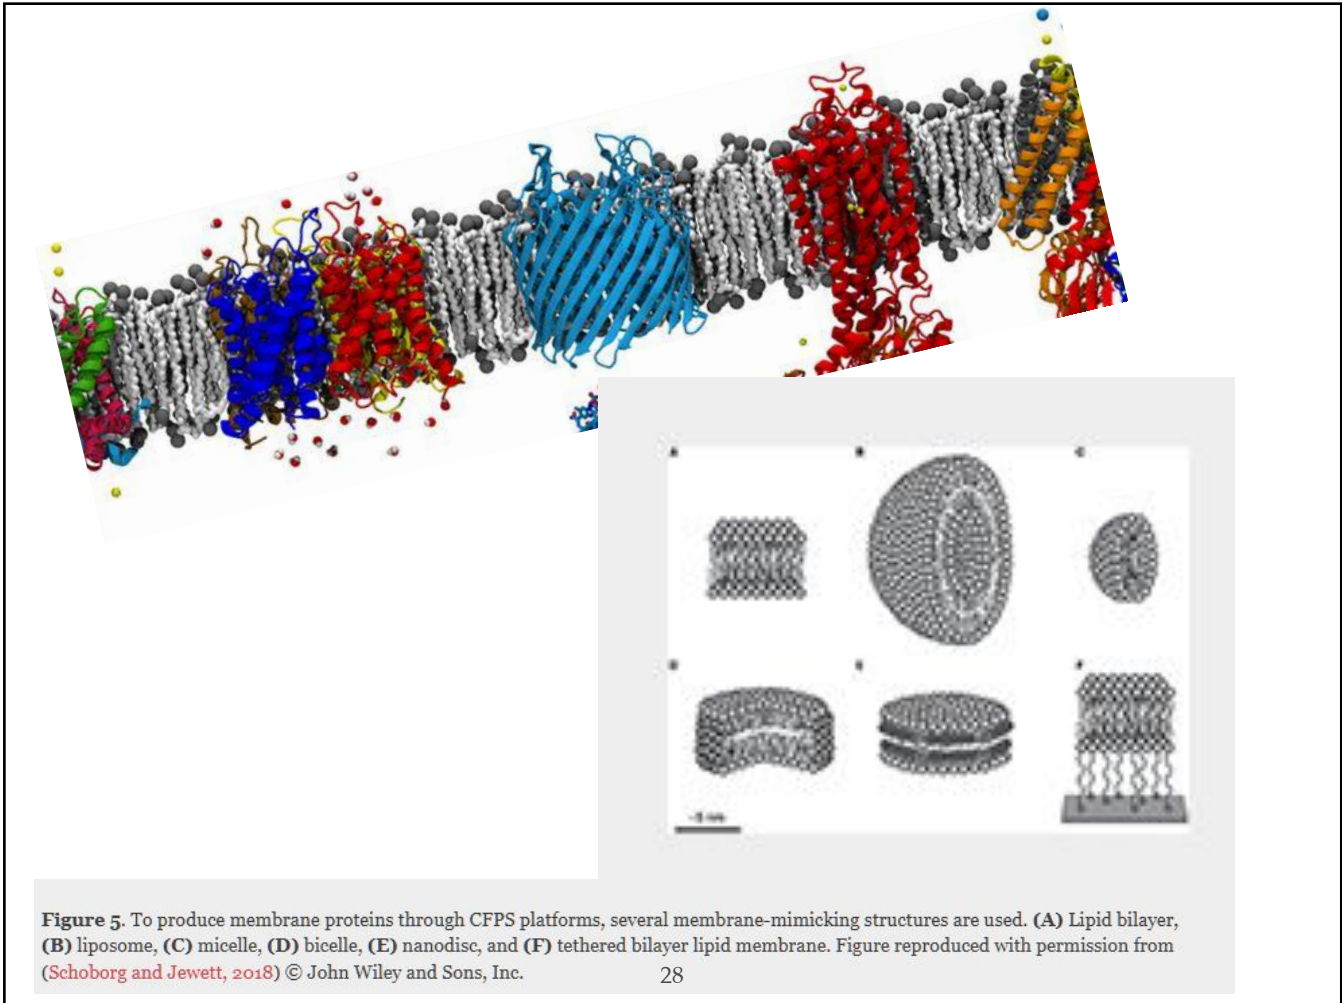 A
B
C
D
E
F
Figure 5. To produce membrane proteins through CFPS platforms, several membrane-mimicking structures are used. (A) Lipid bilayer,
(B) liposome, (C) micelle, (D) bicelle, (E) nanodisc, and (F) tethered bilayer lipid membrane. Figure reproduced with permission from
(Schoborg and Jewett, 2018) © John Wiley and Sons, Inc.
28